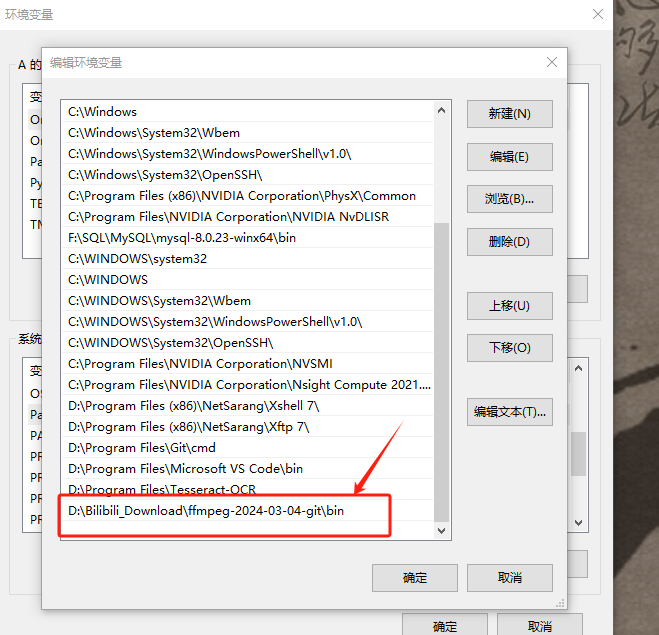 环境变量
A 的
编辑环境变量
C:\Windows
C:\Windows\System32\Wbem
C:\Windows\System32\WindowsPowerShell\v1.0\
C:\Windows\System32\OpenSSH\
C:\Program Files (x86)\NVIDIA Corporation\PhysX\Common
C:\Program Files\NVIDIA Corporation\NVIDIA NvDLISR
F:\SQL\MySQL\mysql-8.0.23-winx64\bin
C:\WINDOWS\system32
C:\WINDOWS
C:\WINDOWS\System32\Wbem
C:\WINDOWS\System32\WindowsPowerShell\v1.0\
C:\WINDOWS\System32\OpenSSH\
C:\Program Files\NVIDIA Corporation\NVSMI
C:\Program Files\NVIDIA Corporation\Nsight Compute 2021....
D:\Program Files (x86)\NetSarang\Xshell 7\
D:\Program Files (x86)\NetSarang\Xftp 7\
D:\Program Files\Git\cmd
D:\Program Files\Microsoft VS Code\bin
D:\Program Files\Tesseract-OCR
D:\Bilibili_Download\ffmpeg-2024-03-04-git\bin
新建(N)
编辑(E)
浏览(B)...
删除(D)
上移(U)
下移(O)
编辑文本(T)...
确定
取消
变
Pa
Py
TE
系统
变
Pa
PA
确定
取消